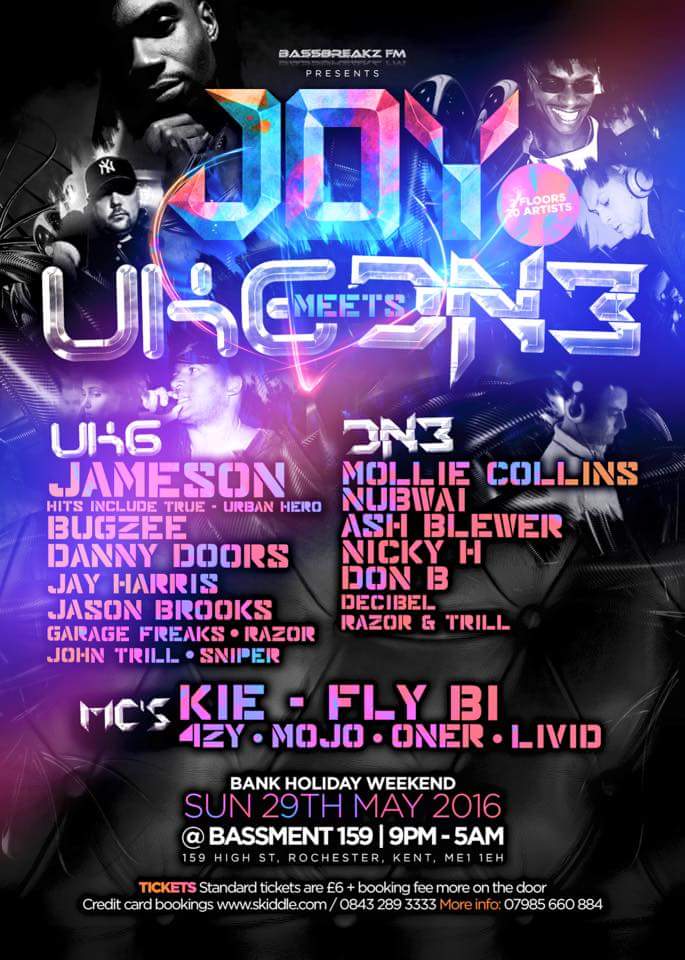 BASSBREAKZ FM
PRESENTS
JOY
2 FLOORS
20 ARTISTS
UKG MEETS DNB
UKG
JAMESON
HITS INCLUDE TRUE - URBAN HERO
BUGZEE
DANNY DOORS
JAY HARRIS
JASON BROOKS
GARAGE FREAKS • RAZOR
JOHN TRILL • SNIPER
DNB
MOLLIE COLLINS
NUBWAI
ASH BLEWER
NICKY H
DON B
DECIBEL
RAZOR & TRILL
MC'S KIE - FLY BI
4ZY • MOJO • ONER • LIVID
BANK HOLIDAY WEEKEND
SUN 29TH MAY 2016
@ BASSMENT 159 | 9PM - 5AM
159 HIGH ST, ROCHESTER, KENT, ME1 1EH
TICKETS Standard tickets are £6 + booking fee more on the door
Credit card bookings www.skiddle.com / 0843 289 3333 More info: 07985 660 884